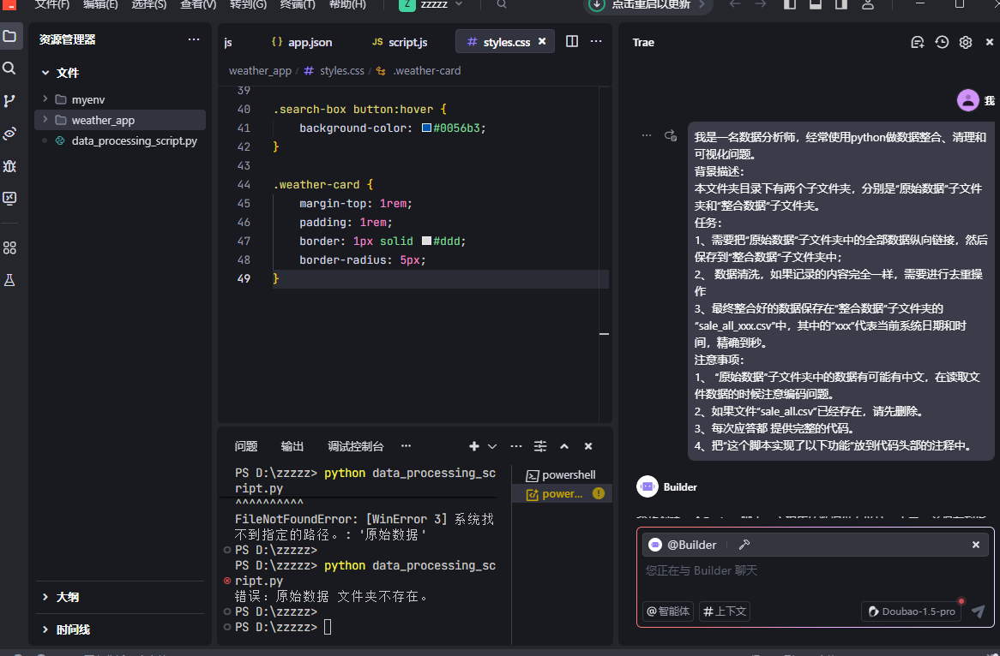 文件(F) 编辑(E) 选择(S) 查看(V) 转到(G) 终端(T) 帮助(H) Z zzzzz 点击重启以更新
资源管理器
文件
myenv
weather_app
data_processing_script.py
大纲
时间线
js {} app.json JS script.js # styles.css
weather_app / # styles.css / .weather-card
39
40 .search-box button:hover {
41 background-color: #0056b3;
42 }
43
44 .weather-card {
45 margin-top: 1rem;
46 padding: 1rem;
47 border: 1px solid #ddd;
48 border-radius: 5px;
49 }
问题 输出 调试控制台
PS D:\zzzzz> python data_processing_sc
ript.py
^^^^^^^^^^
FileNotFoundError: [WinError 3] 系统找
不到指定的路径。: '原始数据'
PS D:\zzzzz>
PS D:\zzzzz> python data_processing_sc
ript.py
错误: 原始数据 文件夹不存在。
PS D:\zzzzz>
PS D:\zzzzz>
powershell
power...
Trae
我
我是一名数据分析师，经常使用python做数据整合、清理和
可视化问题。
背景描述：
本文件夹目录下有两个子文件夹，分别是“原始数据”子文件
夹和“整合数据”子文件夹。
任务：
1、需要把“原始数据”子文件夹中的全部数据纵向链接，然后
保存到“整合数据”子文件夹中；
2、 数据清洗，如果记录的内容完全一样，需要进行去重操
作
3、最终整合好的数据保存在“整合数据”子文件夹的
“sale_all_xxx.csv”中，其中的“xxx”代表当前系统日期和时
间，精确到秒。
注意事项：
1、 “原始数据”子文件夹中的数据有可能有中文，在读取文
件数据的时候注意编码问题。
2、如果文件“sale_all.csv”已经存在，请先删除。
3、每次应答都 提供完整的代码。
4、把“这个脚本实现了以下功能”放到代码头部的注释中。
Builder
@Builder
您正在与 Builder 聊天
@智能体 #上下文 Doubao-1.5-pro